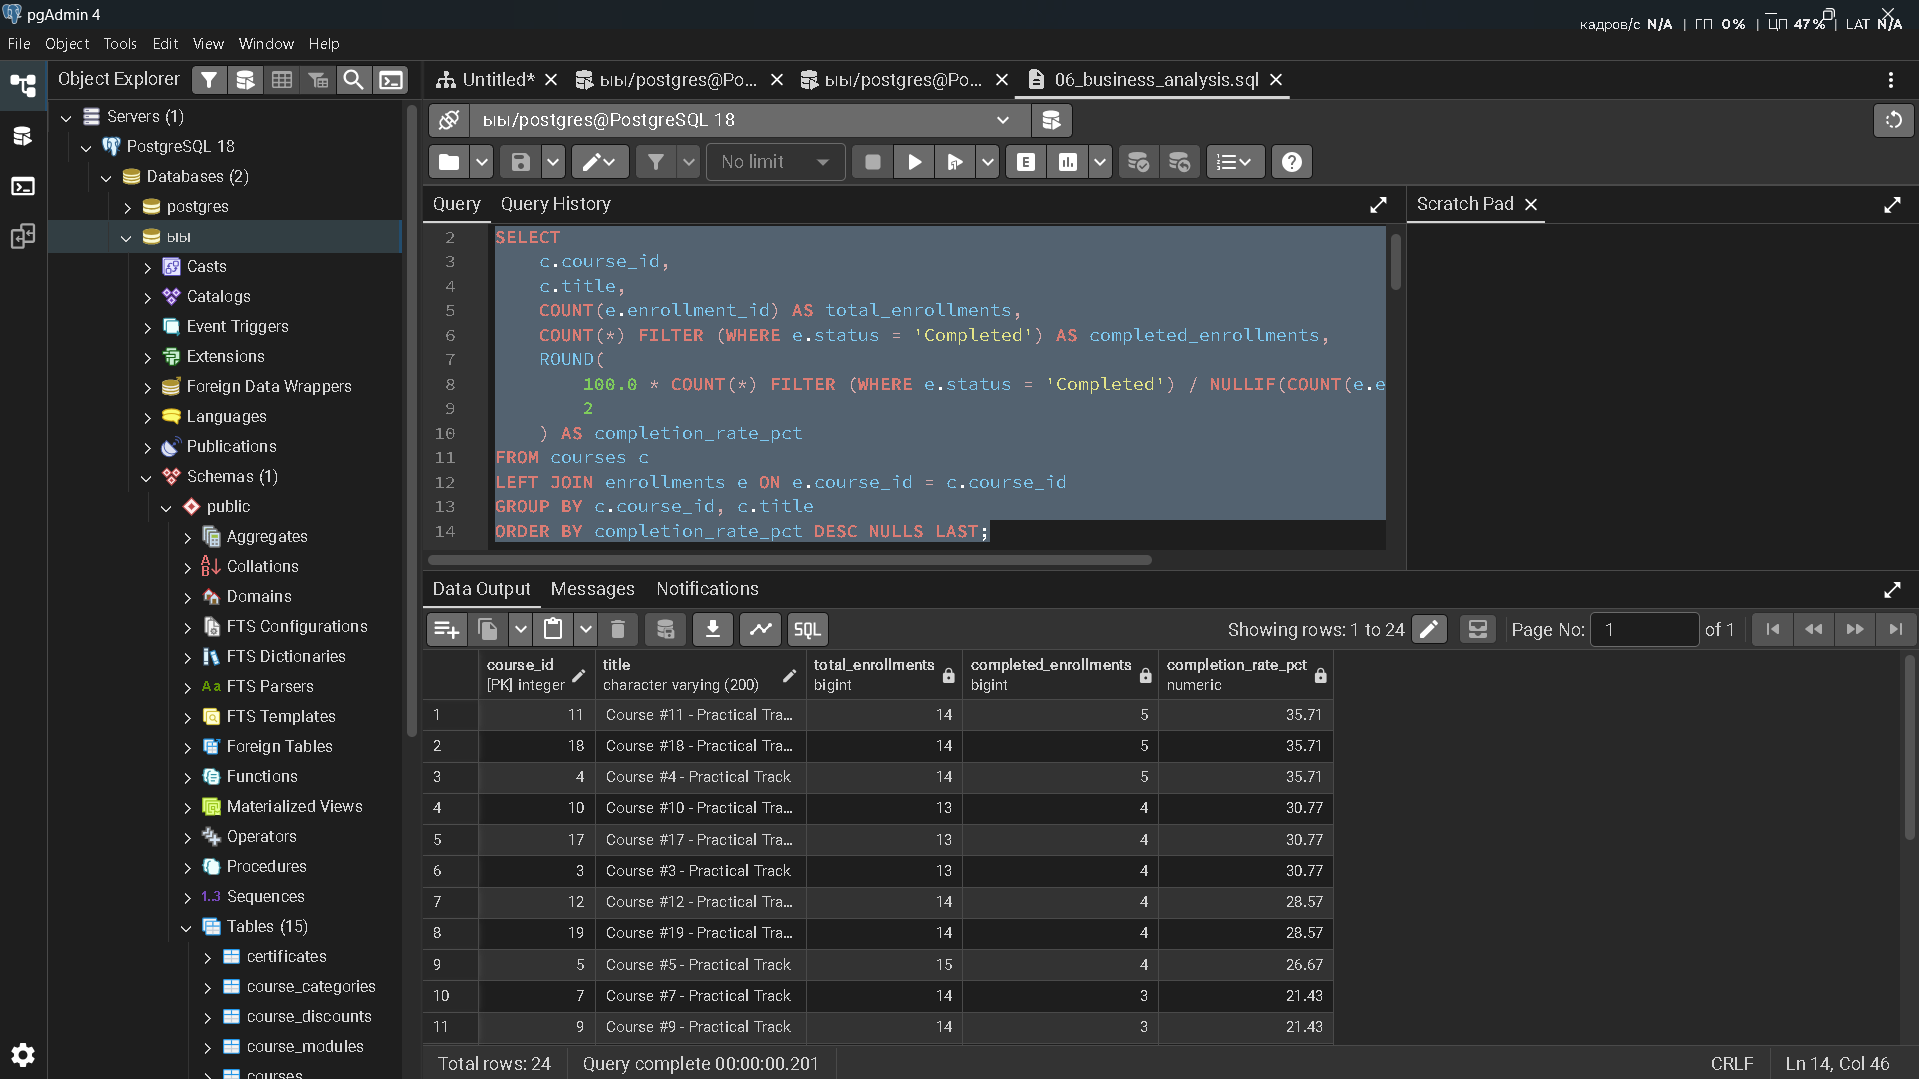 pgAdmin 4
кадров/с N/A | ГП 0% | ЦП 47% | LAT N/A
File Object Tools Edit View Window Help
Object Explorer
Untitled* ыы/postgres@Po... ыы/postgres@Po... 06_business_analysis.sql
Servers (1)
PostgreSQL 18
Databases (2)
postgres
ыы
Casts
Catalogs
Event Triggers
Extensions
Foreign Data Wrappers
Languages
Publications
Schemas (1)
public
Aggregates
Collations
Domains
FTS Configurations
FTS Dictionaries
FTS Parsers
FTS Templates
Foreign Tables
Functions
Materialized Views
Operators
Procedures
1..3 Sequences
Tables (15)
certificates
course_categories
course_discounts
course_modules
courses
ыы/postgres@PostgreSQL 18
No limit
Query Query History
Scratch Pad
2 SELECT
3 c.course_id,
4 c.title,
5 COUNT(e.enrollment_id) AS total_enrollments,
6 COUNT(*) FILTER (WHERE e.status = 'Completed') AS completed_enrollments,
7 ROUND(
8 100.0 * COUNT(*) FILTER (WHERE e.status = 'Completed') / NULLIF(COUNT(e.e
9 2
10 ) AS completion_rate_pct
11 FROM courses c
12 LEFT JOIN enrollments e ON e.course_id = c.course_id
13 GROUP BY c.course_id, c.title
14 ORDER BY completion_rate_pct DESC NULLS LAST;
Data Output Messages Notifications
SQL
Showing rows: 1 to 24 Page No: 1 of 1
course_id title total_enrollments completed_enrollments completion_rate_pct
[PK] integer character varying (200) bigint bigint numeric
1 11 Course #11 - Practical Tra... 14 5 35.71
2 18 Course #18 - Practical Tra... 14 5 35.71
3 4 Course #4 - Practical Track 14 5 35.71
4 10 Course #10 - Practical Tra... 13 4 30.77
5 17 Course #17 - Practical Tra... 13 4 30.77
6 3 Course #3 - Practical Track 13 4 30.77
7 12 Course #12 - Practical Tra... 14 4 28.57
8 19 Course #19 - Practical Tra... 14 4 28.57
9 5 Course #5 - Practical Track 15 4 26.67
10 7 Course #7 - Practical Track 14 3 21.43
11 9 Course #9 - Practical Track 14 3 21.43
Total rows: 24 Query complete 00:00:00.201 CRLF Ln 14, Col 46